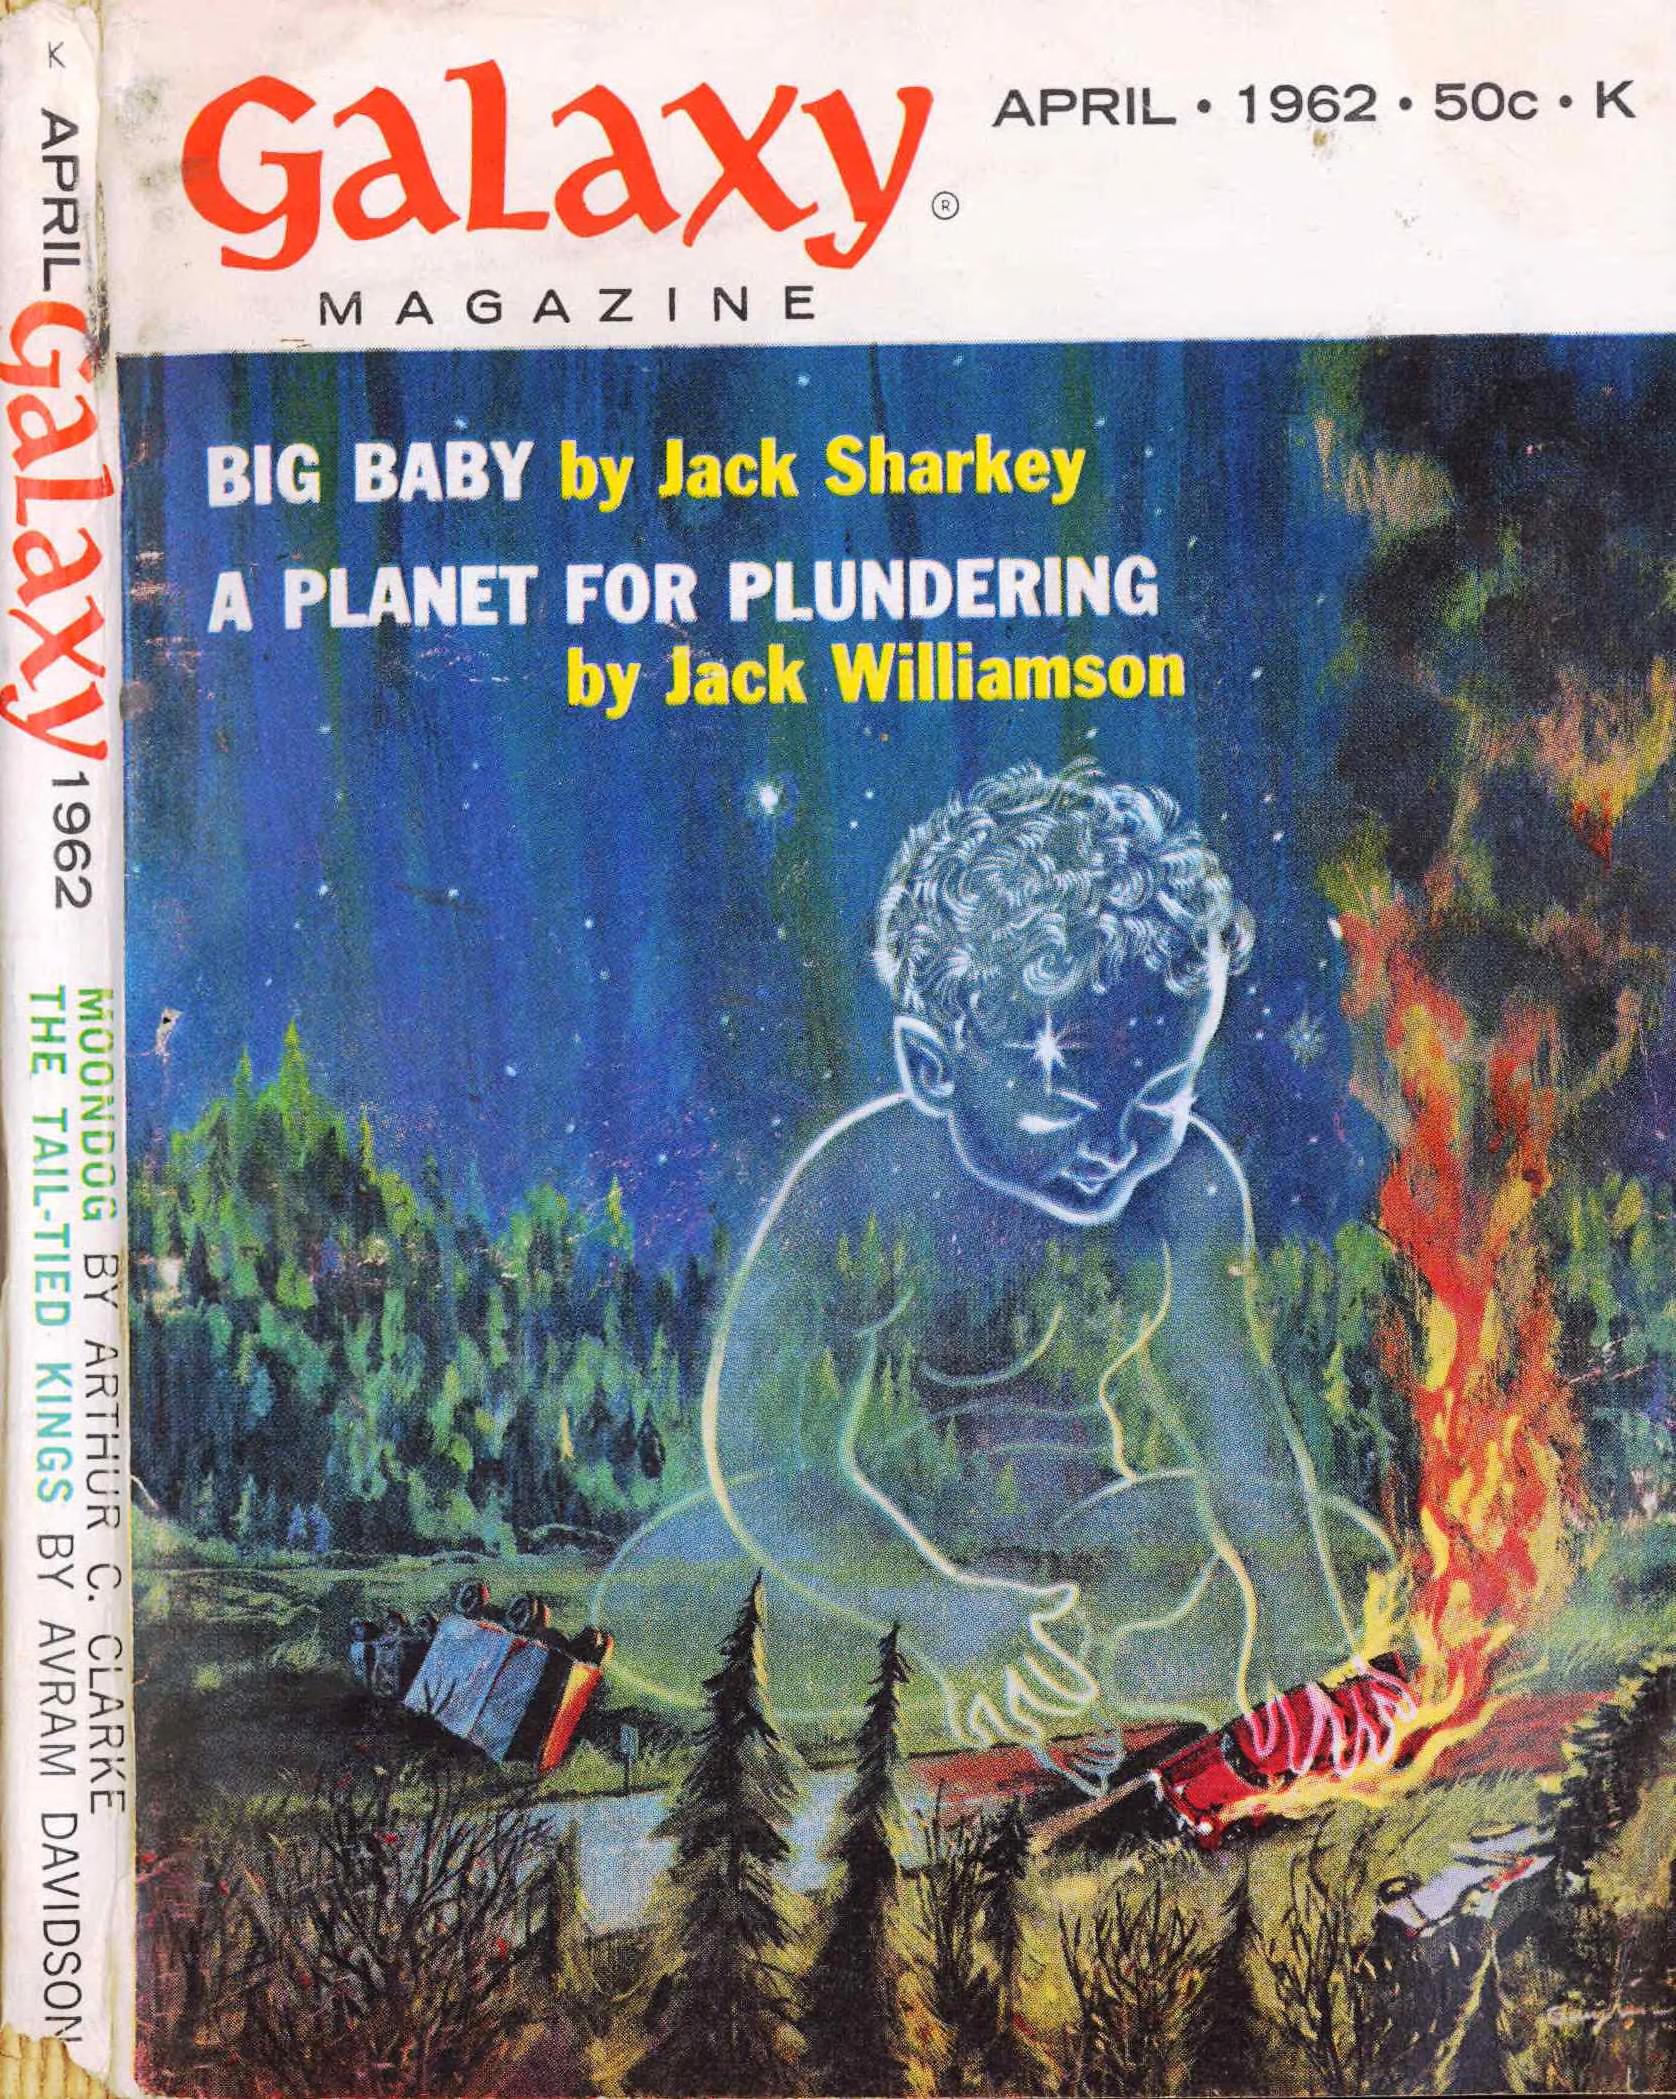 K APRIL Galaxy 1962
MOONDOG BY ARTHUR C. CLARKE
THE TAIL-TIED KINGS BY AVRAM DAVIDSON
Galaxy ®
APRIL • 1962 • 50c • K
MAGAZINE
BIG BABY by Jack Sharkey
A PLANET FOR PLUNDERING
by Jack Williamson